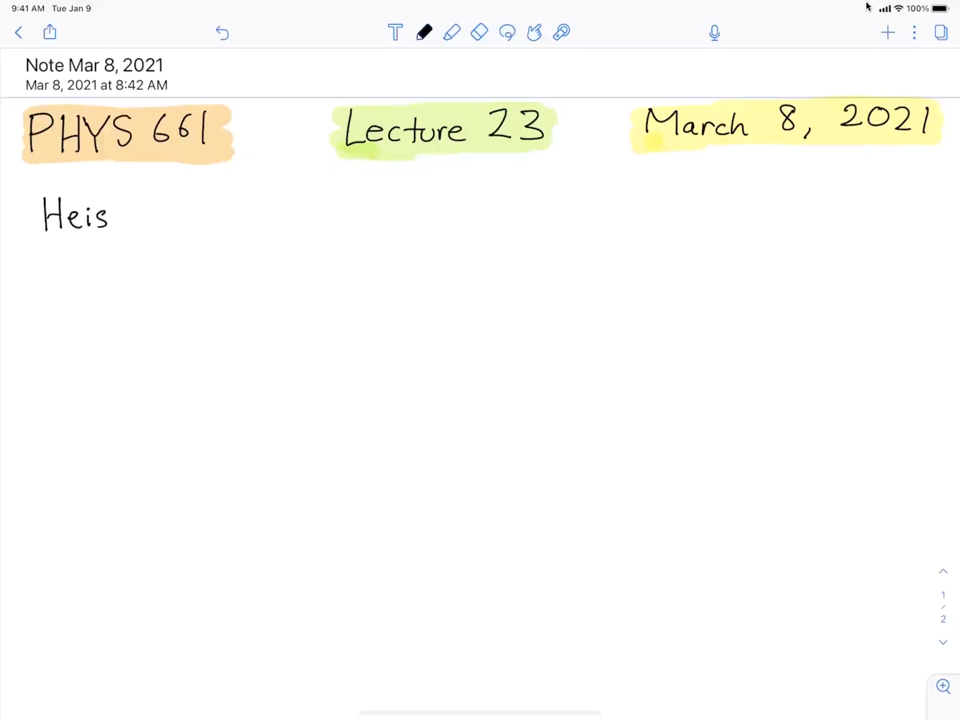 9:41 AM Tue Jan 9 100%
Note Mar 8, 2021
Mar 8, 2021 at 8:42 AM
PHYS 661 Lecture 23 March 8, 2021
Heis
1
/
2